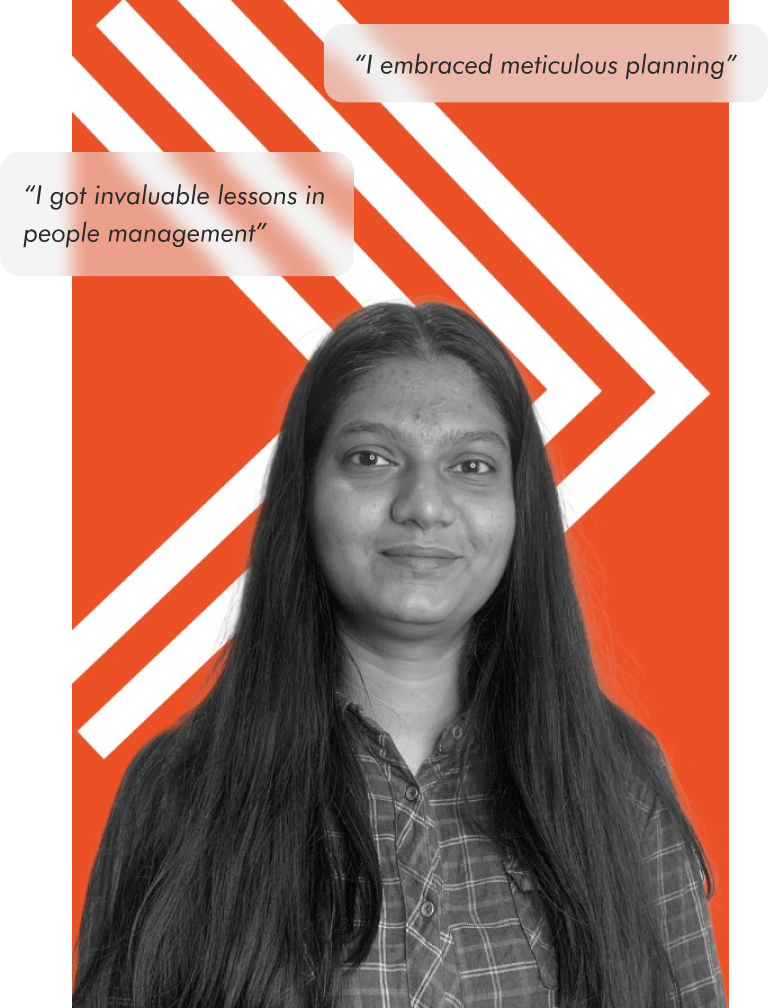 “I embraced meticulous planning”
“I got invaluable lessons in
people management”